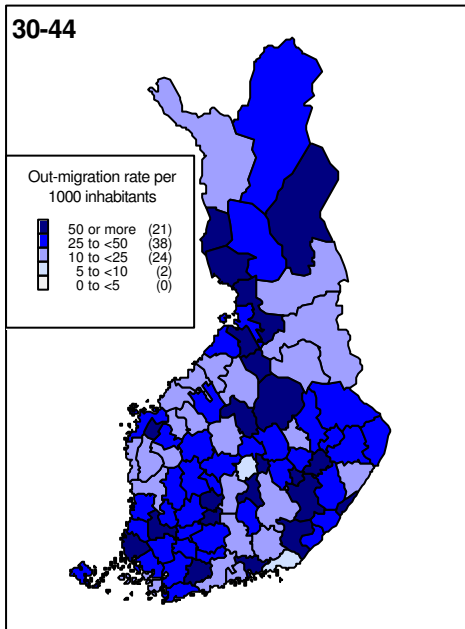 30-44
Out-migration rate per
1000 inhabitants
50 or more (21)
25 to <50 (38)
10 to <25 (24)
5 to <10 (2)
0 to <5 (0)